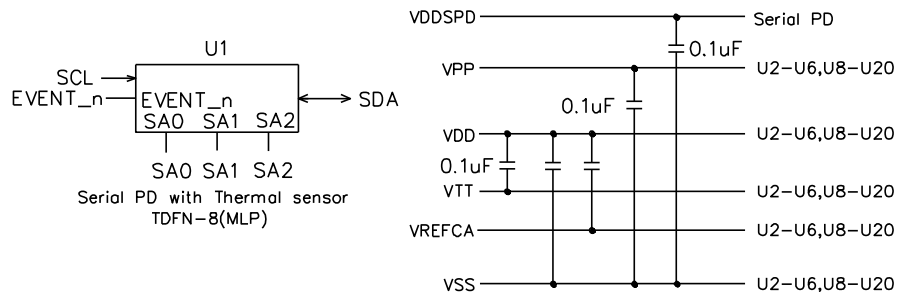 U1
SCL
EVENT_n
EVENT_n
SA0 SA1 SA2
SDA
SA0 SA1 SA2
Serial PD with Thermal sensor
TDFN-8(MLP)
VDDSPD Serial PD
0.1uF
VPP U2-U6,U8-U20
0.1uF
VDD U2-U6,U8-U20
0.1uF
VTT U2-U6,U8-U20
VREFCA U2-U6,U8-U20
VSS U2-U6,U8-U20